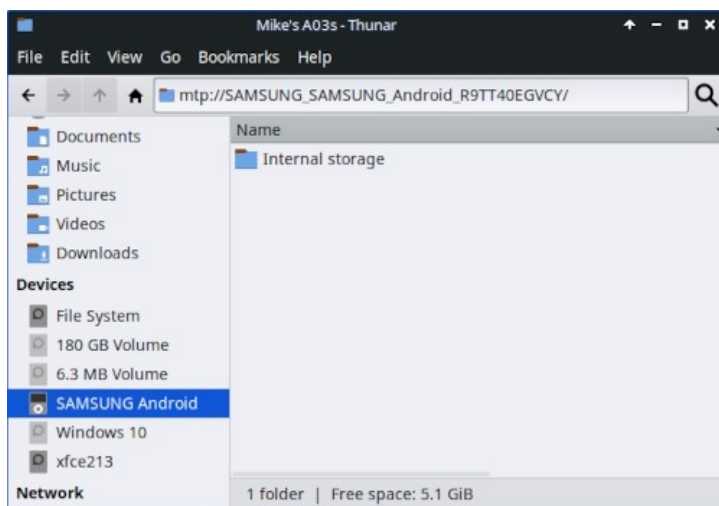 Mike's A03s - Thunar
File Edit View Go Bookmarks Help
mtp://SAMSUNG_SAMSUNG_Android_R9TT40EGVCY/
Documents
Music
Pictures
Videos
Downloads
Devices
File System
180 GB Volume
6.3 MB Volume
SAMSUNG Android
Windows 10
xfce213
Network
Name
Internal storage
1 folder | Free space: 5.1 GiB